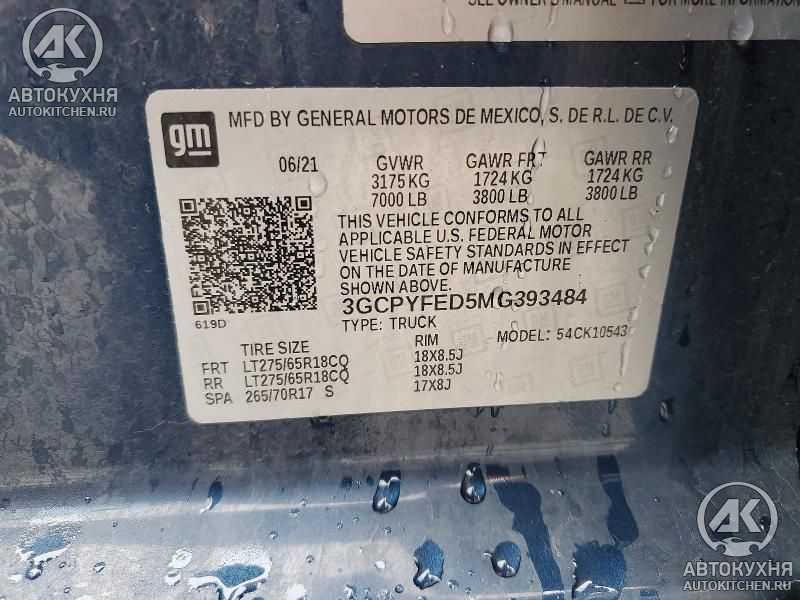 SEE OWNER'S MANUAL FOR MORE INFORMATION
AK
АВТОКУХНЯ
AUTOKITCHEN.RU
gm
MFD BY GENERAL MOTORS DE MEXICO, S. DE R.L. DE C.V.
06/21 GVWR GAWR FRT GAWR RR
3175 KG 1724 KG 1724 KG
7000 LB 3800 LB 3800 LB
THIS VEHICLE CONFORMS TO ALL
APPLICABLE U.S. FEDERAL MOTOR
VEHICLE SAFETY STANDARDS IN EFFECT
ON THE DATE OF MANUFACTURE
SHOWN ABOVE.
3GCPYFED5MG393484
619D
TYPE: TRUCK MODEL: 54CK10543
TIRE SIZE RIM
FRT LT275/65R18CQ 18X8.5J
RR LT275/65R18CQ 18X8.5J
SPA 265/70R17 S 17X8J
AK
АВТОКУХНЯ
AUTOKITCHEN.RU